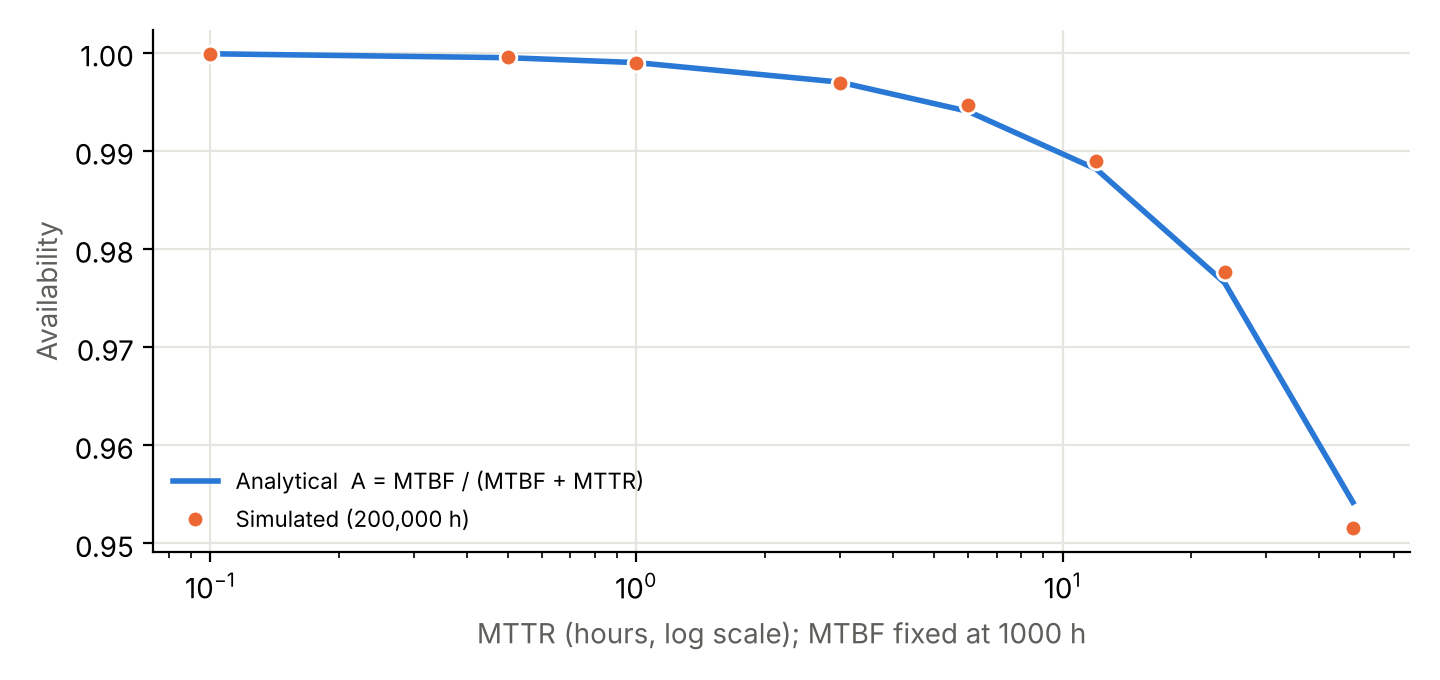 1.00
0.99
0.98
0.97
0.96
0.95
Availability
Analytical A = MTBF / (MTBF + MTTR)
Simulated (200,000 h)
10⁻¹ 10⁰ 10¹
MTTR (hours, log scale); MTBF fixed at 1000 h